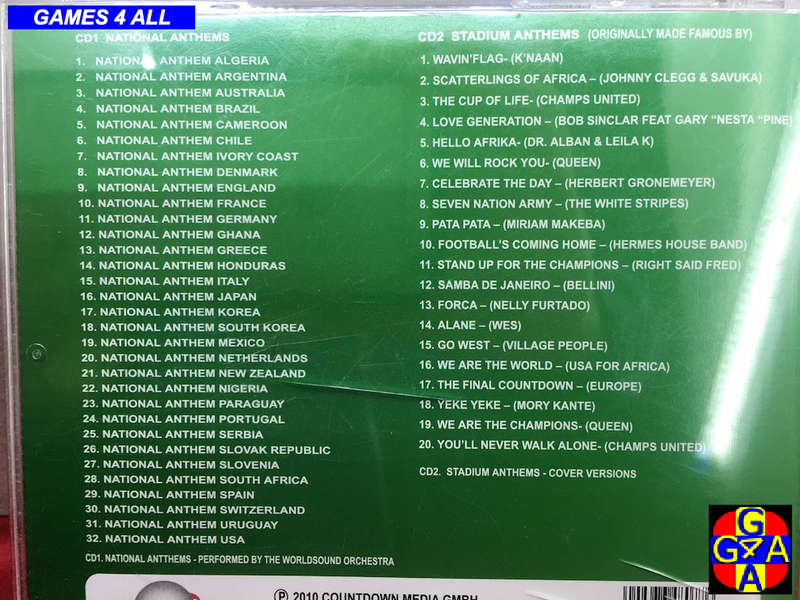 GAMES 4 ALL
CD1 NATIONAL ANTHEMS
1. NATIONAL ANTHEM ALGERIA
2. NATIONAL ANTHEM ARGENTINA
3. NATIONAL ANTHEM AUSTRALIA
4. NATIONAL ANTHEM BRAZIL
5. NATIONAL ANTHEM CAMEROON
6. NATIONAL ANTHEM CHILE
7. NATIONAL ANTHEM IVORY COAST
8. NATIONAL ANTHEM DENMARK
9. NATIONAL ANTHEM ENGLAND
10. NATIONAL ANTHEM FRANCE
11. NATIONAL ANTHEM GERMANY
12. NATIONAL ANTHEM GHANA
13. NATIONAL ANTHEM GREECE
14. NATIONAL ANTHEM HONDURAS
15. NATIONAL ANTHEM ITALY
16. NATIONAL ANTHEM JAPAN
17. NATIONAL ANTHEM KOREA
18. NATIONAL ANTHEM SOUTH KOREA
19. NATIONAL ANTHEM MEXICO
20. NATIONAL ANTHEM NETHERLANDS
21. NATIONAL ANTHEM NEW ZEALAND
22. NATIONAL ANTHEM NIGERIA
23. NATIONAL ANTHEM PARAGUAY
24. NATIONAL ANTHEM PORTUGAL
25. NATIONAL ANTHEM SERBIA
26. NATIONAL ANTHEM SLOVAK REPUBLIC
27. NATIONAL ANTHEM SLOVENIA
28. NATIONAL ANTHEM SOUTH AFRICA
29. NATIONAL ANTHEM SPAIN
30. NATIONAL ANTHEM SWITZERLAND
31. NATIONAL ANTHEM URUGUAY
32. NATIONAL ANTHEM USA
CD1. NATIONAL ANTTHEMS - PERFORMED BY THE WORLDSOUND ORCHESTRA
CD2 STADIUM ANTHEMS (ORIGINALLY MADE FAMOUS BY)
1. WAVIN'FLAG- (K'NAAN)
2. SCATTERLINGS OF AFRICA – (JOHNNY CLEGG & SAVUKA)
3. THE CUP OF LIFE- (CHAMPS UNITED)
4. LOVE GENERATION – (BOB SINCLAR FEAT GARY “NESTA “PINE)
5. HELLO AFRIKA- (DR. ALBAN & LEILA K)
6. WE WILL ROCK YOU- (QUEEN)
7. CELEBRATE THE DAY – (HERBERT GRONEMEYER)
8. SEVEN NATION ARMY – (THE WHITE STRIPES)
9. PATA PATA – (MIRIAM MAKEBA)
10. FOOTBALL'S COMING HOME – (HERMES HOUSE BAND)
11. STAND UP FOR THE CHAMPIONS – (RIGHT SAID FRED)
12. SAMBA DE JANEIRO – (BELLINI)
13. FORCA – (NELLY FURTADO)
14. ALANE – (WES)
15. GO WEST – (VILLAGE PEOPLE)
16. WE ARE THE WORLD – (USA FOR AFRICA)
17. THE FINAL COUNTDOWN – (EUROPE)
18. YEKE YEKE – (MORY KANTE)
19. WE ARE THE CHAMPIONS- (QUEEN)
20. YOU'LL NEVER WALK ALONE- (CHAMPS UNITED)
CD2. STADIUM ANTHEMS - COVER VERSIONS
℗ 2010 COUNTDOWN MEDIA GMBH
G
G4A
A